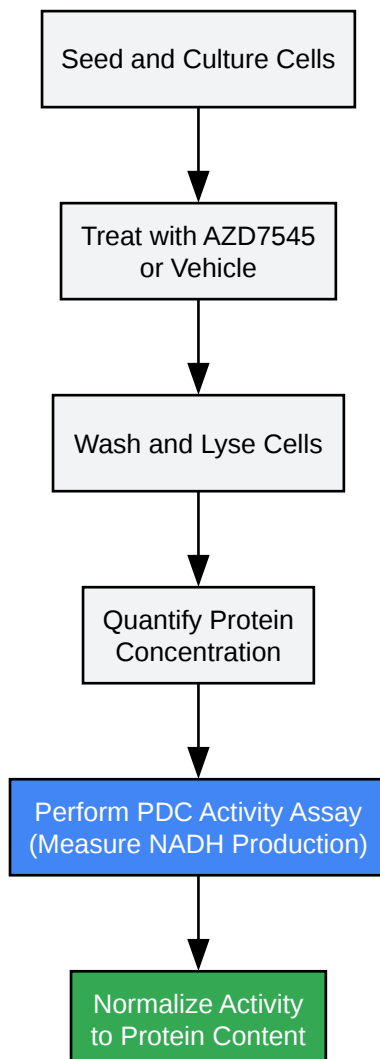 Seed and Culture Cells
Treat with AZD7545
or Vehicle
Wash and Lyse Cells
Quantify Protein
Concentration
Perform PDC Activity Assay
(Measure NADH Production)
Normalize Activity
to Protein Content